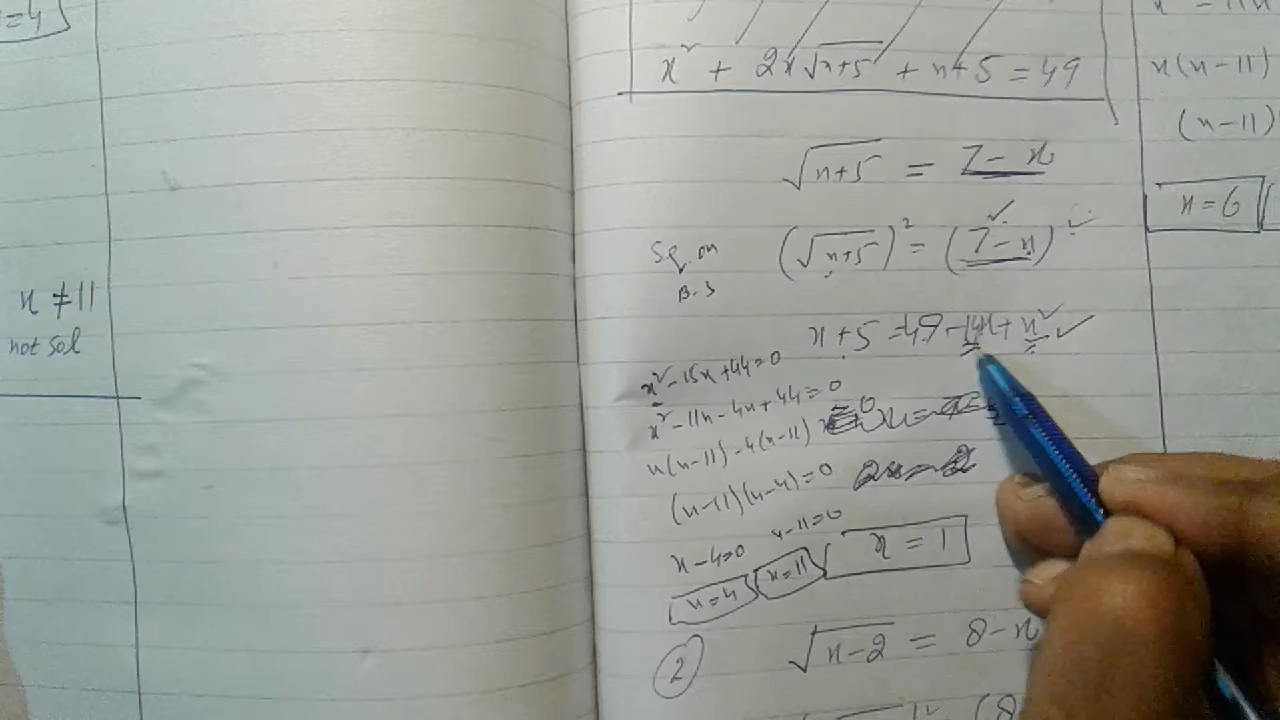 x = 4
x ≠ 11
not sol
x² + 2x√x+5 + x+5 = 49
√x+5 = 7 - x
Sq. on
B.S
(√x+5)² = (7 - x)²
x + 5 = 49 - 14x + x²
x² - 15x + 44 = 0
x² - 11x - 4x + 44 = 0
x(x-11) - 4(x-11) = 0
(x-11)(x-4) = 0
x - 4 = 0 x - 11 = 0
x = 4 x = 11 x = 1
2 √x-2 = 8 - x
x(x-11)
(x-11)
x = 6